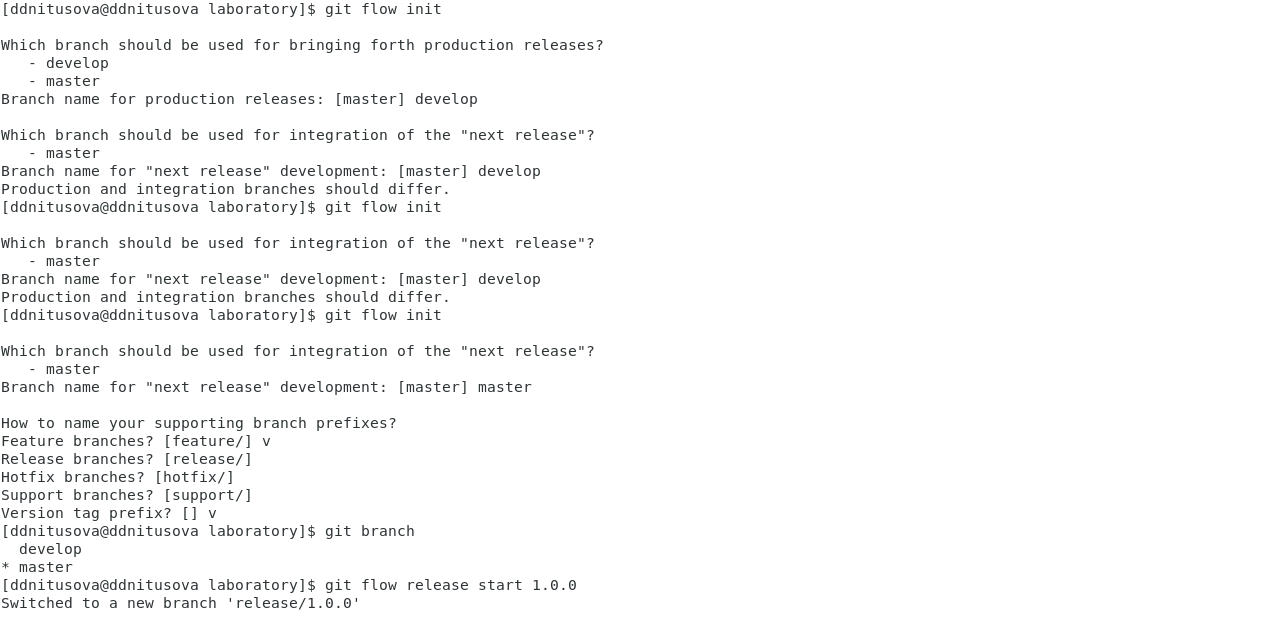 [ddnitusova@ddnitusova laboratory]$ git flow init
Which branch should be used for bringing forth production releases?
   - develop
   - master
Branch name for production releases: [master] develop
Which branch should be used for integration of the "next release"?
   - master
Branch name for "next release" development: [master] develop
Production and integration branches should differ.
[ddnitusova@ddnitusova laboratory]$ git flow init
Which branch should be used for integration of the "next release"?
   - master
Branch name for "next release" development: [master] develop
Production and integration branches should differ.
[ddnitusova@ddnitusova laboratory]$ git flow init
Which branch should be used for integration of the "next release"?
   - master
Branch name for "next release" development: [master] master
How to name your supporting branch prefixes?
Feature branches? [feature/] v
Release branches? [release/]
Hotfix branches? [hotfix/]
Support branches? [support/]
Version tag prefix? [] v
[ddnitusova@ddnitusova laboratory]$ git branch
  develop
* master
[ddnitusova@ddnitusova laboratory]$ git flow release start 1.0.0
Switched to a new branch 'release/1.0.0'